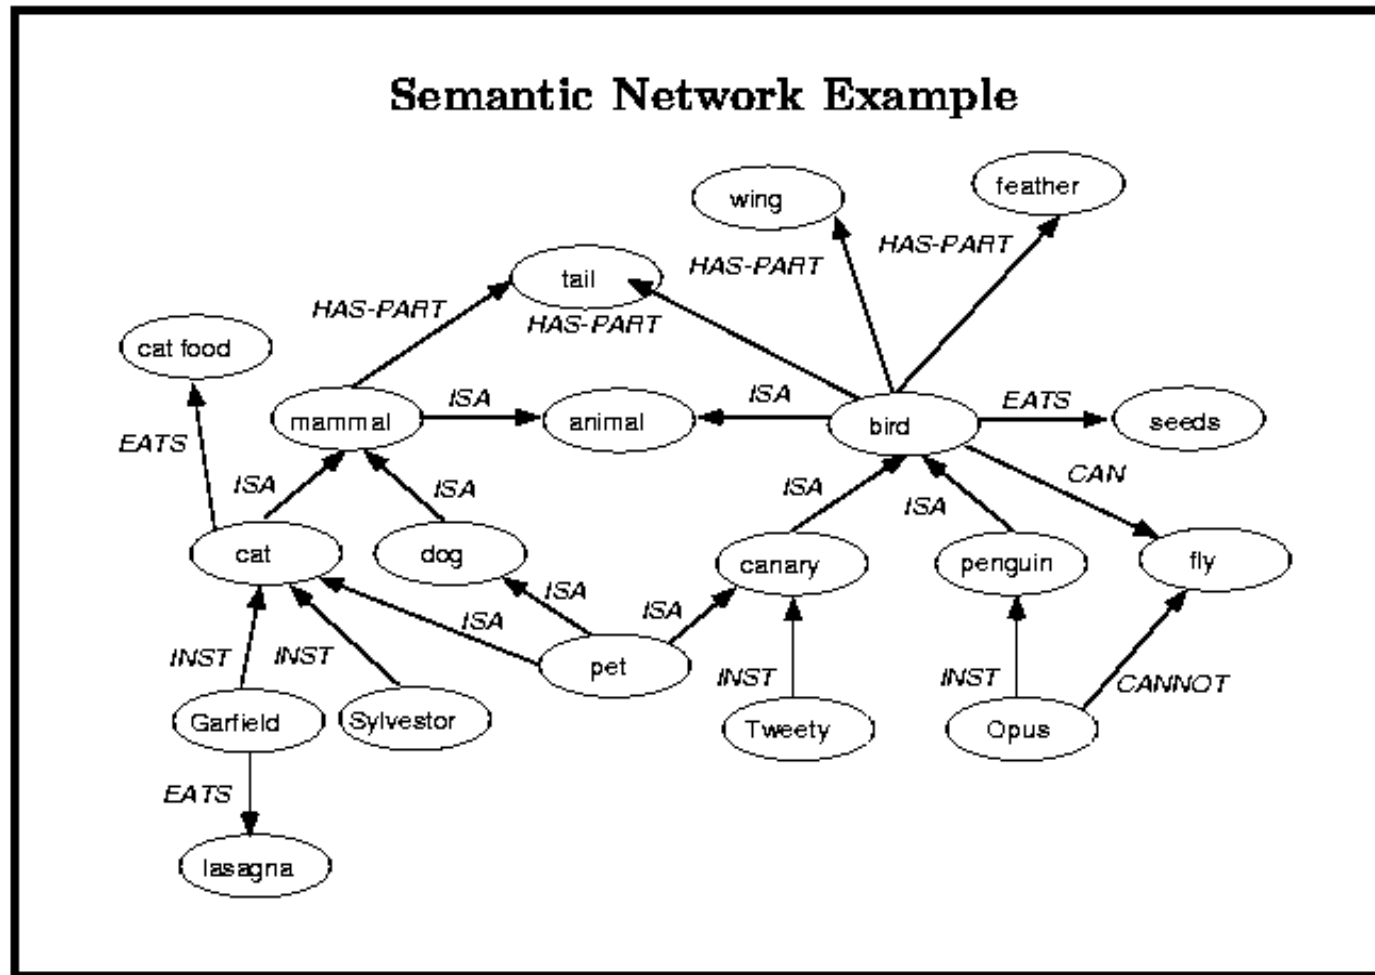 Semantic Network Example
feather
wing
HAS-PART
HAS-PART
tail
HAS-PART
HAS-PART
cat food
ISA
ISA
EATS
mammal
animal
bird
seeds
EATS
CAN
ISA
ISA
ISA
ISA
cat
dog
canary
penguin
fly
ISA
ISA
ISA
INST
INST
pet
INST
INST
CANNOT
Garfield
Sylvestor
Tweety
Opus
EATS
lasagna